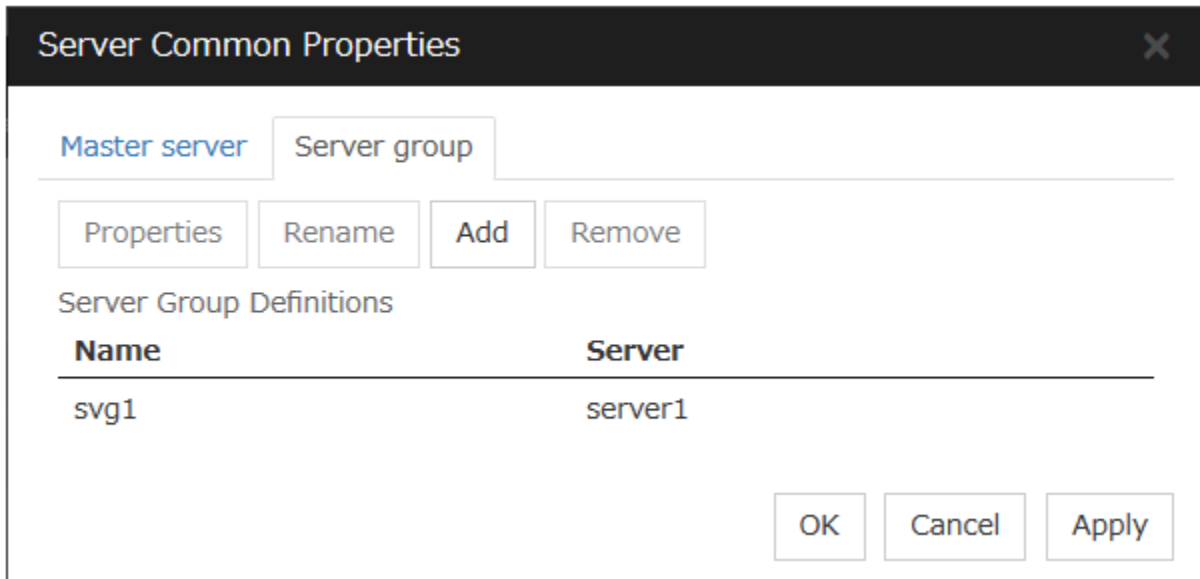 Server Common Properties
Master server Server group
Properties Rename Add Remove
Server Group Definitions
Name Server
svg1 server1
OK Cancel Apply